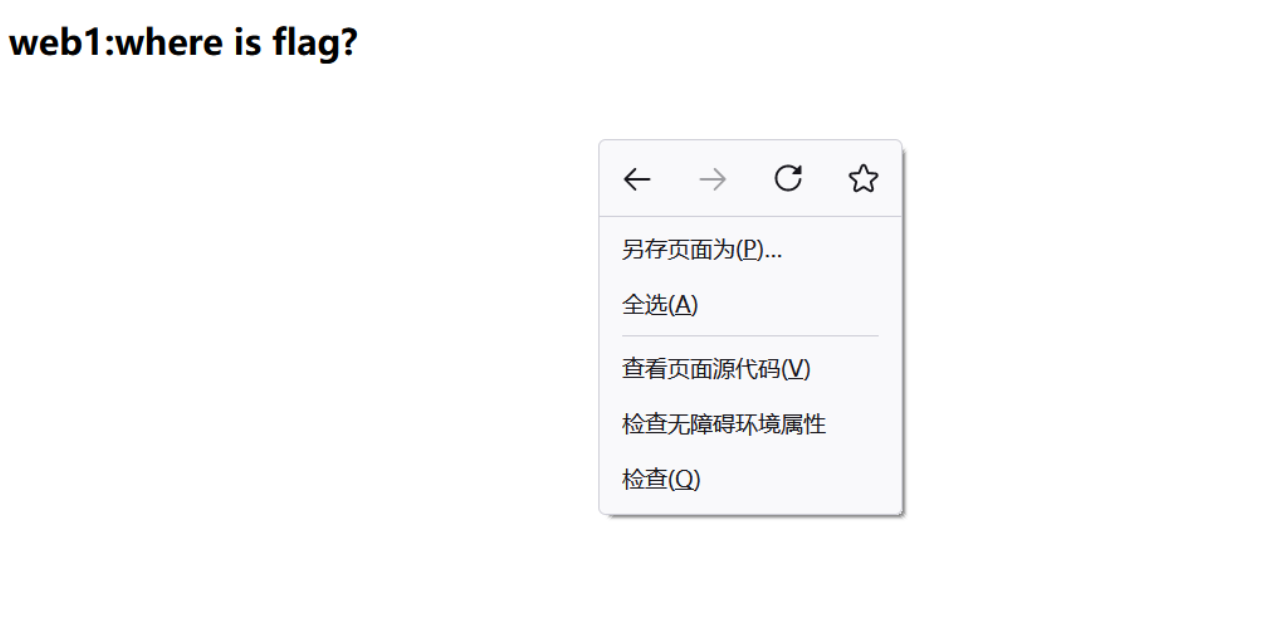 web1:where is flag?
另存页面为(P)...
全选(A)
查看页面源代码(V)
检查无障碍环境属性
检查(Q)